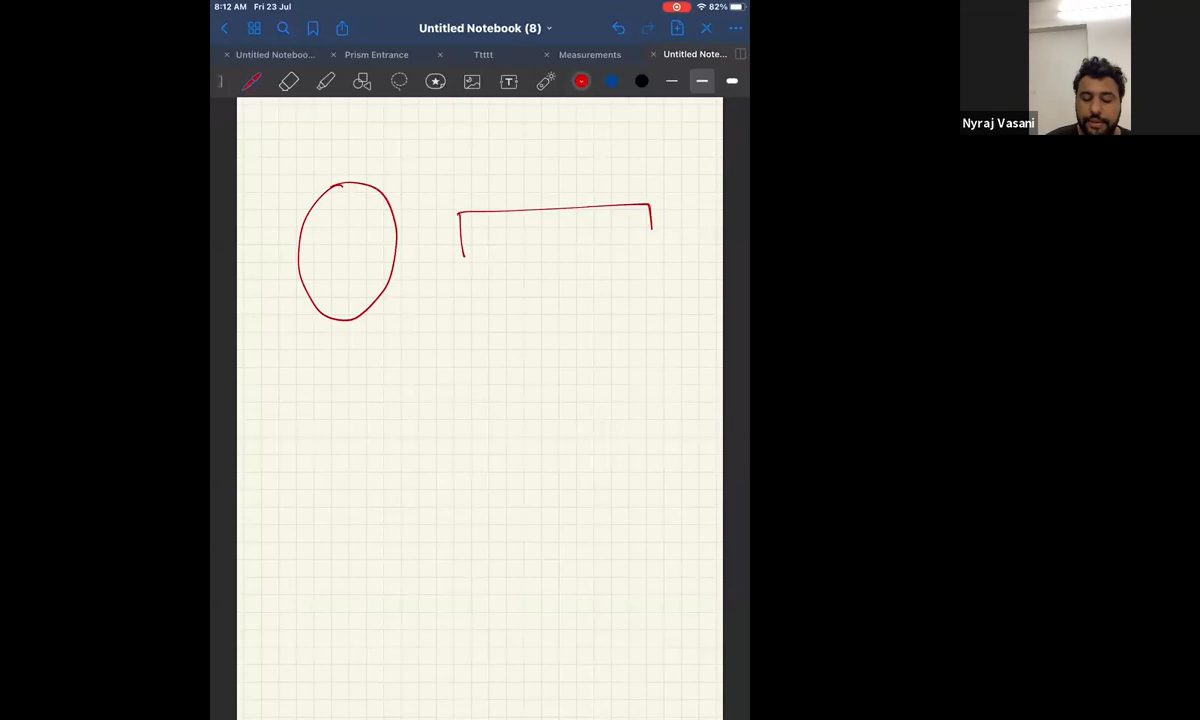 8:12 AM Fri 23 Jul
82%
Untitled Notebook (8)
Untitled Noteboo...
Prism Entrance
Ttttt
Measurements
Untitled Note...
T
Nyraj Vasani